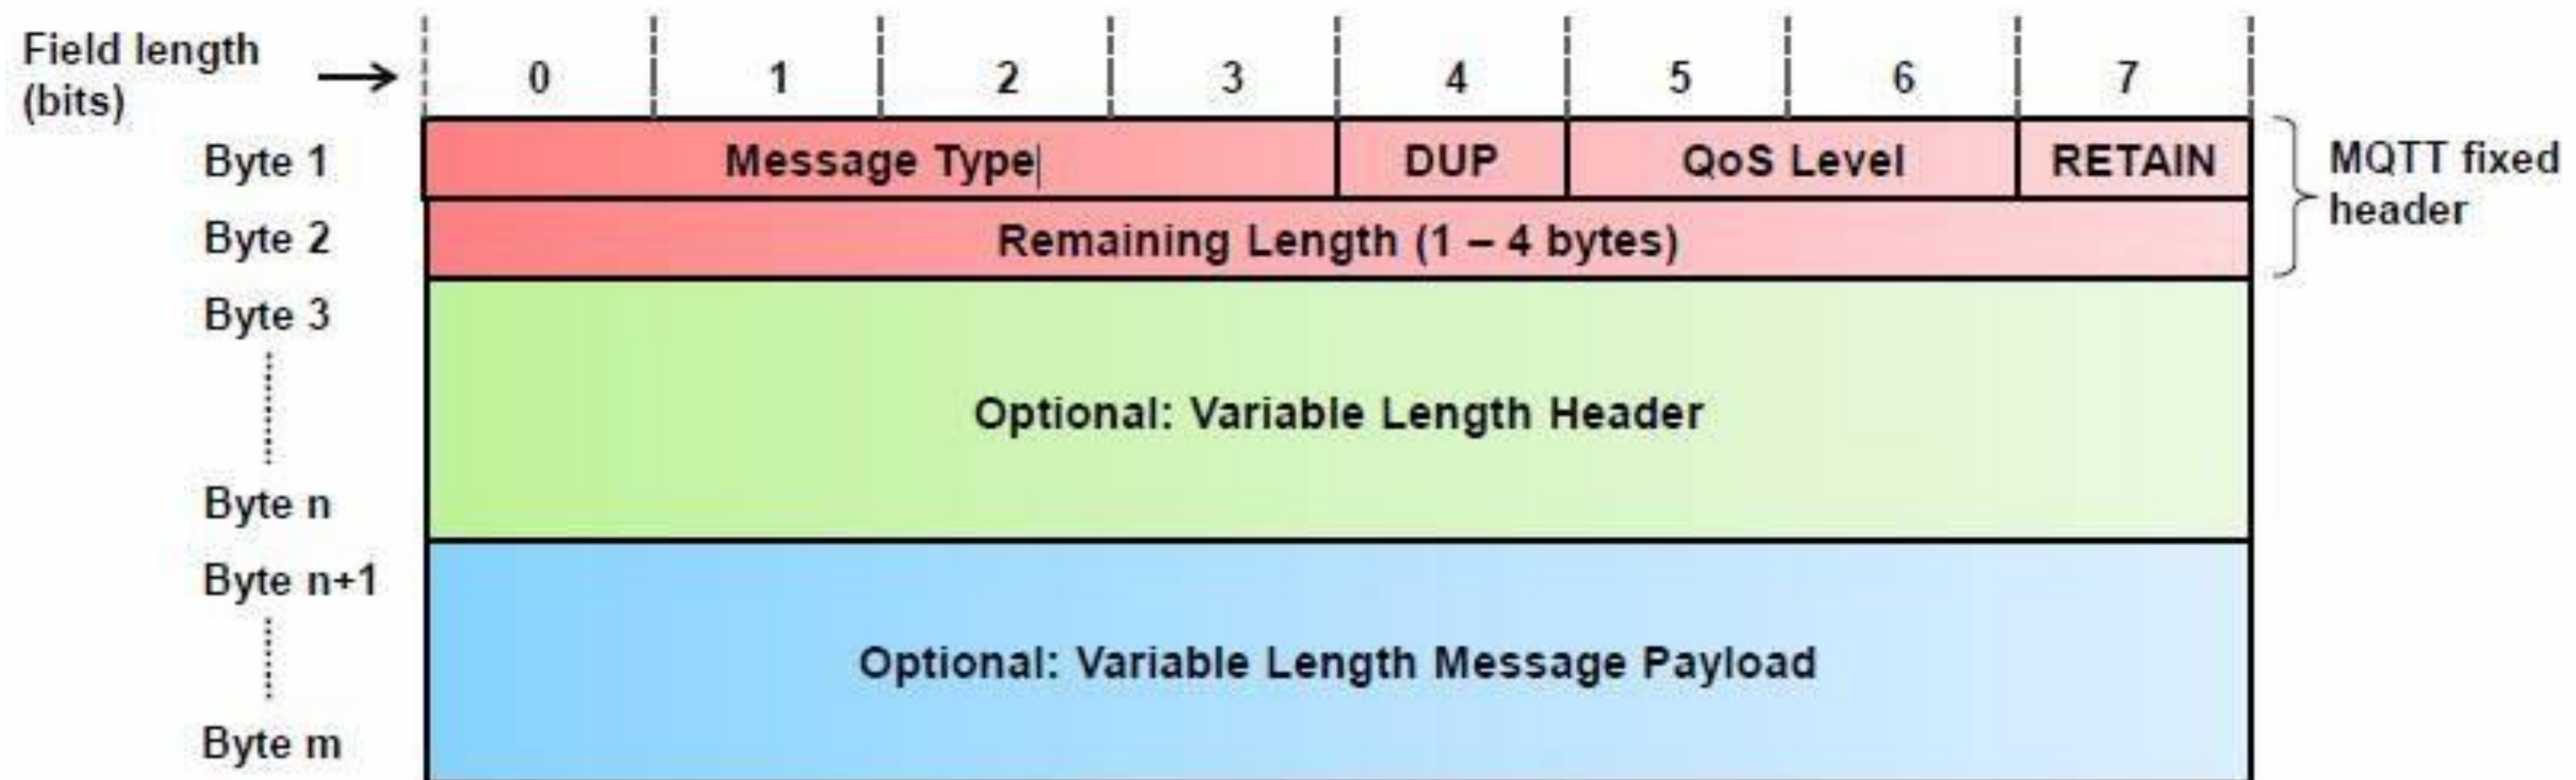 Field length
(bits)
0 1 2 3 4 5 6 7
Byte 1
Message Type
DUP
QoS Level
RETAIN
MQTT fixed
header
Byte 2
Remaining Length (1 – 4 bytes)
Byte 3
Optional: Variable Length Header
Byte n
Byte n+1
Optional: Variable Length Message Payload
Byte m